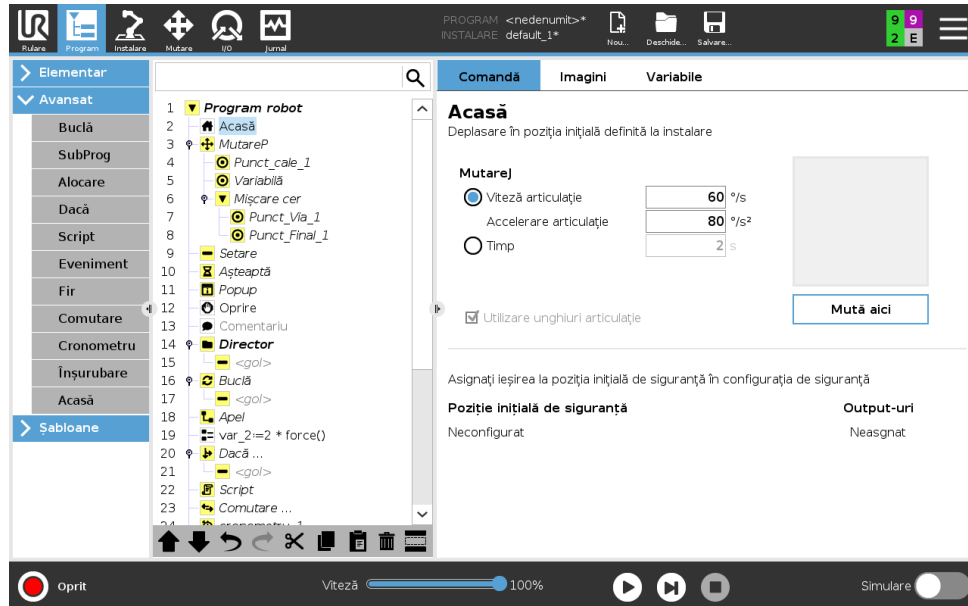 PROGRAM <nedenumit>*
INSTALARE default_1*
Rulare Program Instalare Mutare I/O Jurnal Nou... Deschide... Salvare...
9 9
2 E
Elementar
Avansat
Buclă
SubProg
Alocare
Dacă
Script
Eveniment
Fir
Comutare
Cronometru
Înșurubare
Acasă
Șabloane
1 Program robot
2 Acasă
3 MutareP
4 Punct_cale_1
5 Variabilă
6 Mișcare cer
7 Punct_Via_1
8 Punct_Final_1
9 Setare
10 Așteaptă
11 Popup
12 Oprire
13 Comentariu
14 Director
15 <gol>
16 Buclă
17 <gol>
18 Apel
19 var_2:=2 * force()
20 Dacă ...
21 <gol>
22 Script
23 Comutare ...
24 cronometru_1
Comandă Imagini Variabile
Acasă
Deplasare în poziția inițială definită la instalare
MutareJ
Viteză articulație 60 °/s
Accelerare articulație 80 °/s²
Timp 2 s
Mută aici
Utilizare unghiuri articulație
Asignați ieșirea la poziția inițială de siguranță în configurația de siguranță
Poziție inițială de siguranță Output-uri
Neconfigurat Neasgnat
Oprit Viteză 100% Simulare